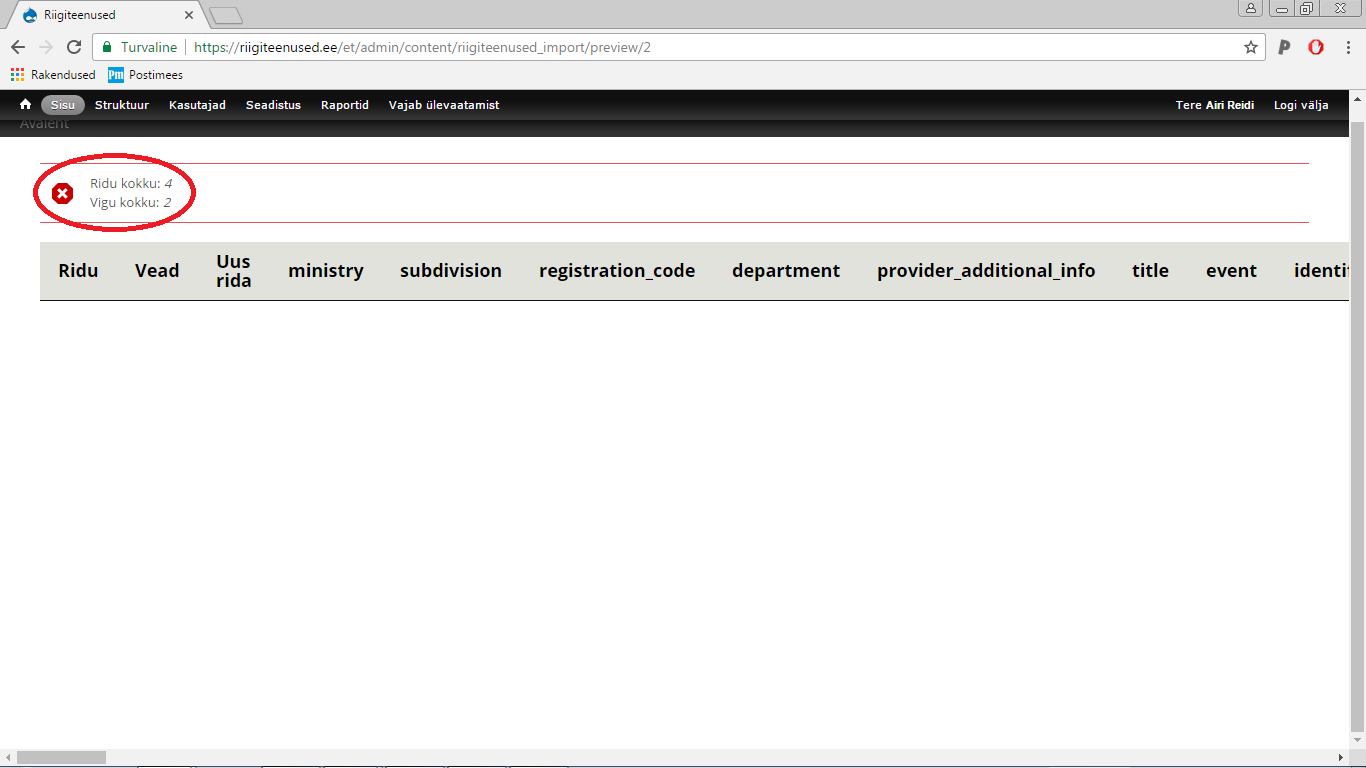 Riigiteenused
Turvaline https://riigiteenused.ee/et/admin/content/riigiteenused_import/preview/2
Rakendused Pm Postimees
Sisu Struktuur Kasutajad Seadistus Raportid Vajab ülevaatamist Tere Airi Reidi Logi välja
Avaleht
Ridu kokku: 4
Vigu kokku: 2
Ridu Vead Uus rida ministry subdivision registration_code department provider_additional_info title event identif